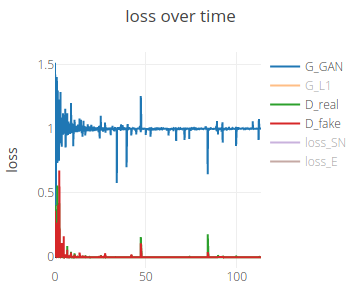 loss over time
1.5
1
0.5
0
loss
0
50
100
G_GAN
G_L1
D_real
D_fake
loss_SN
loss_E